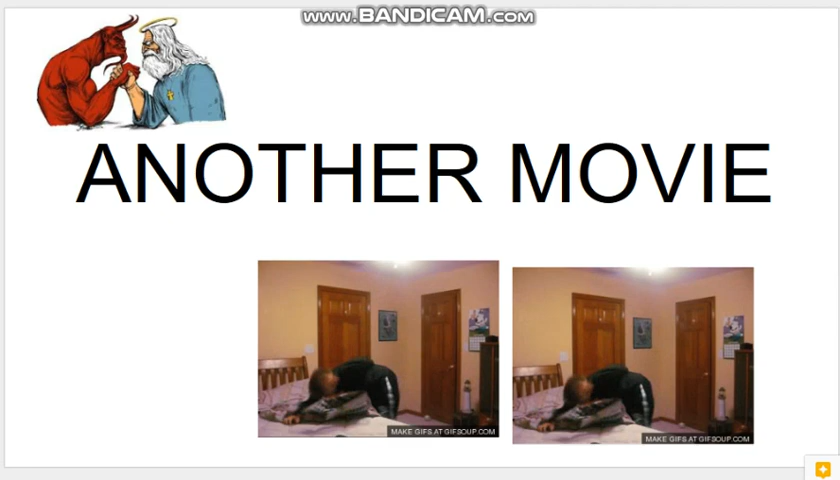 WWW.BANDICAM.COM
ANOTHER MOVIE
MAKE GIFS AT GIFSOUP.COM
MAKE GIFS AT GIFSOUP.COM